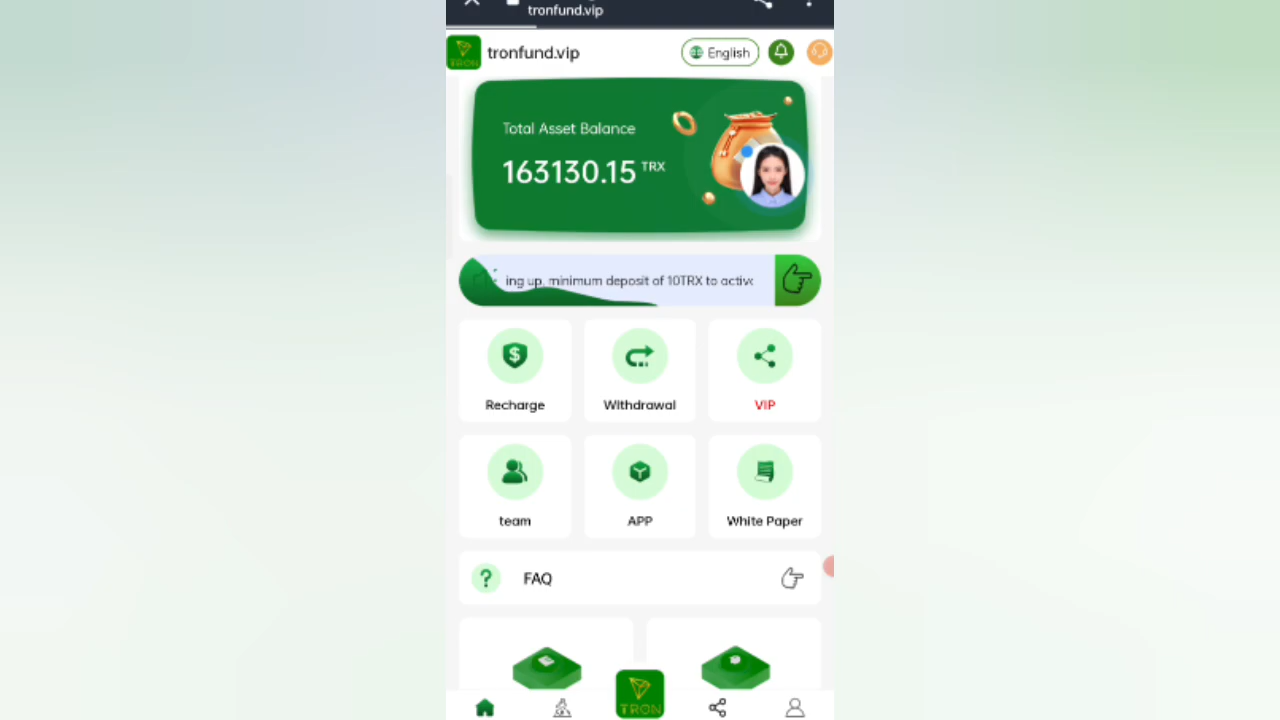 tronfund.vip
TRON
tronfund.vip
English
Total Asset Balance
163130.15 TRX
ing up, minimum deposit of 10TRX to activ
$
Recharge
Withdrawal
VIP
team
APP
White Paper
?
FAQ
TRON